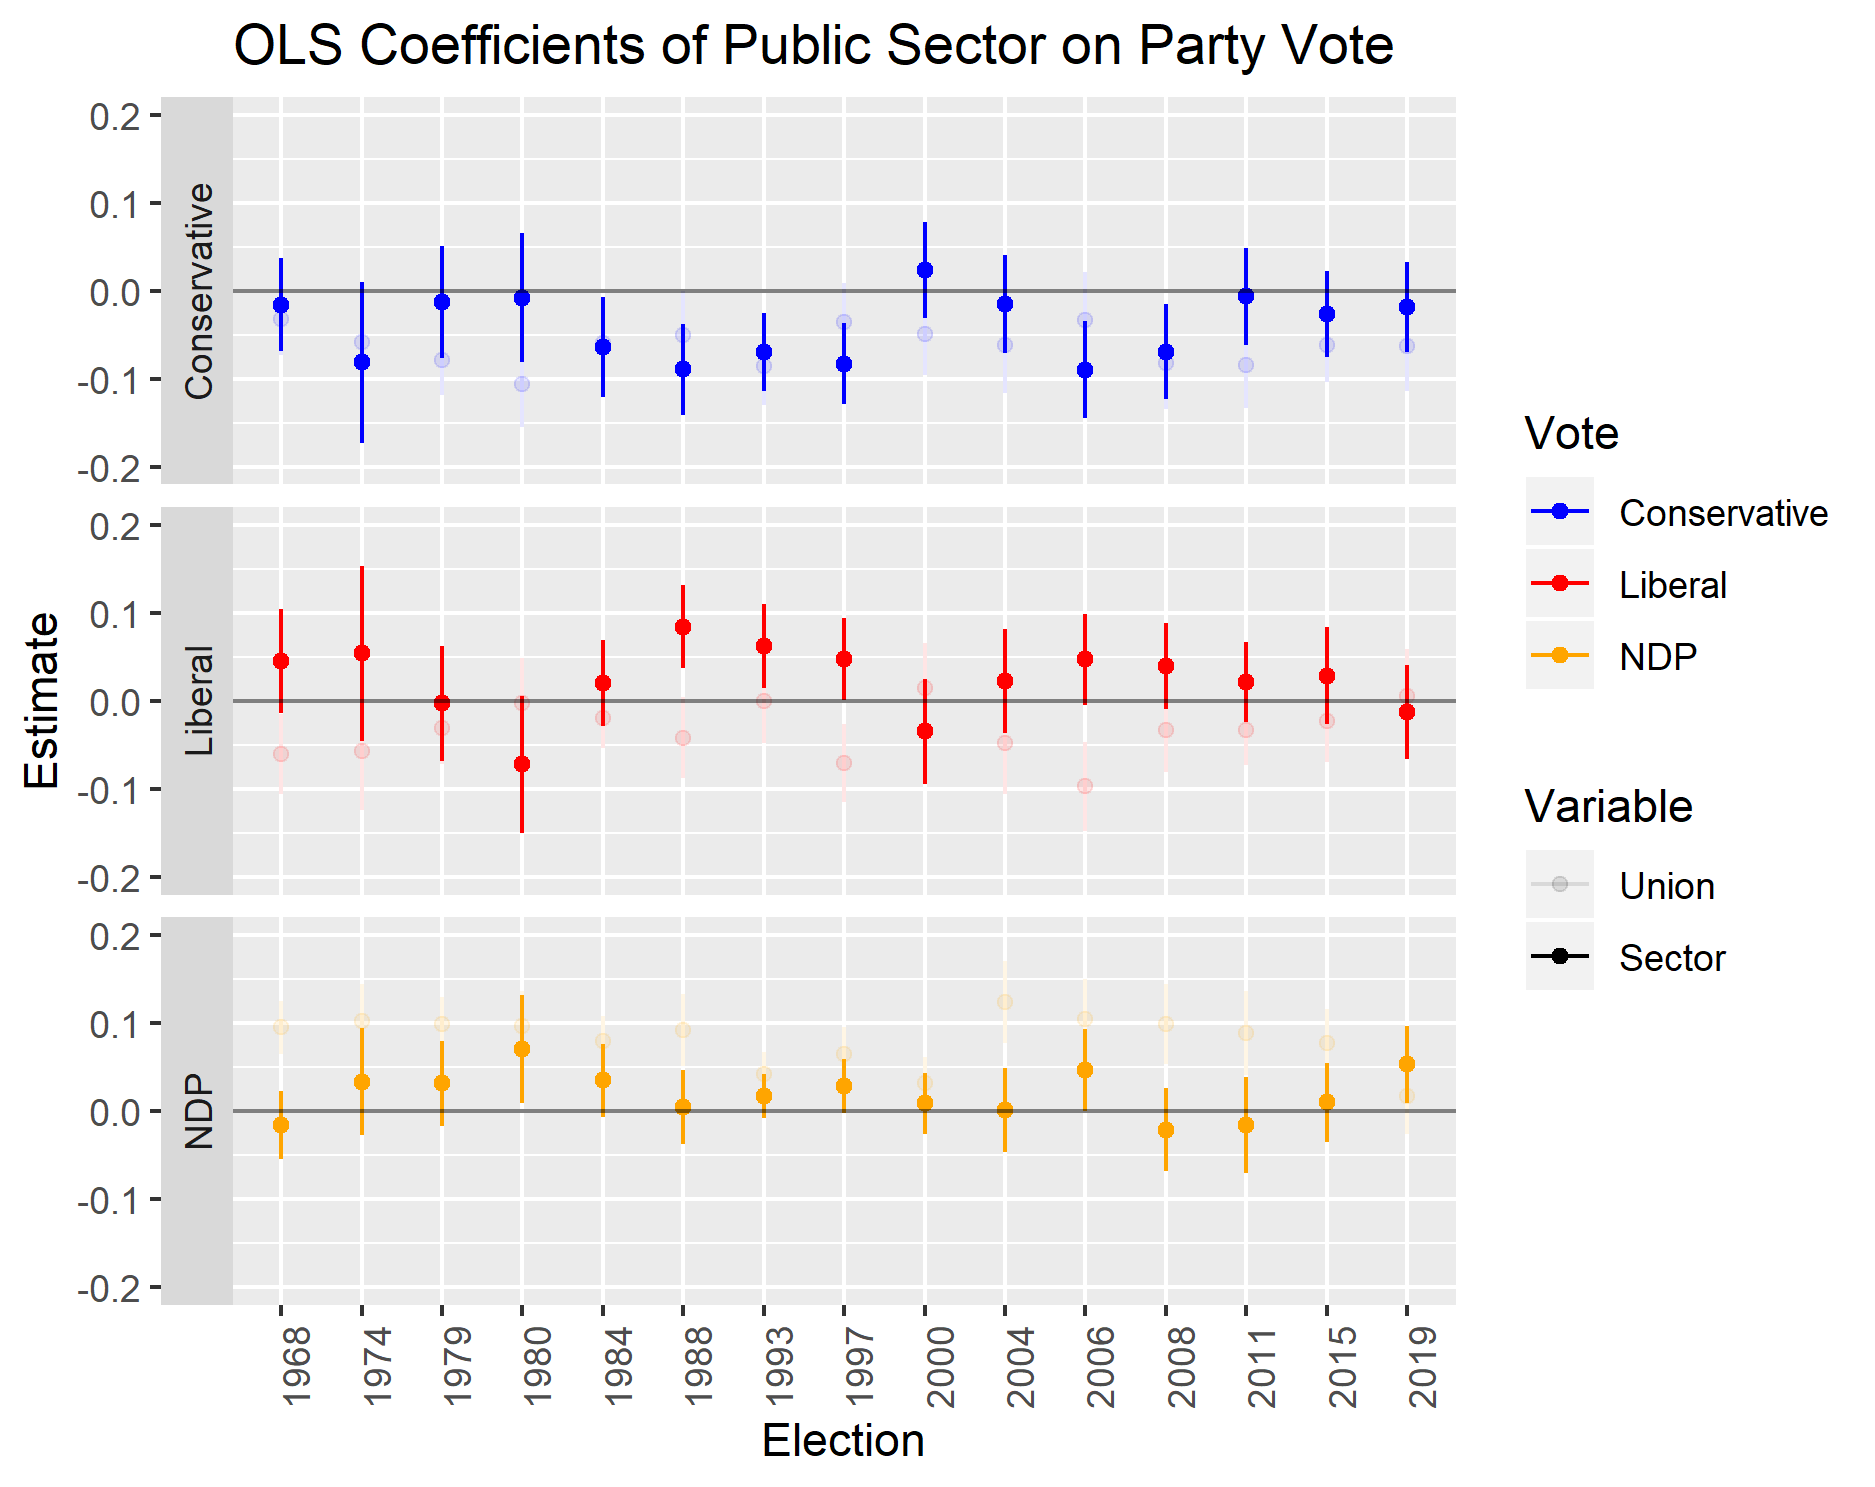 OLS Coefficients of Public Sector on Party Vote
Estimate
Conservative
0.2
0.1
0.0
-0.1
-0.2
Liberal
0.2
0.1
0.0
-0.1
-0.2
NDP
0.2
0.1
0.0
-0.1
-0.2
1968
1974
1979
1980
1984
1988
1993
1997
2000
2004
2006
2008
2011
2015
2019
Election
Vote
Conservative
Liberal
NDP
Variable
Union
Sector